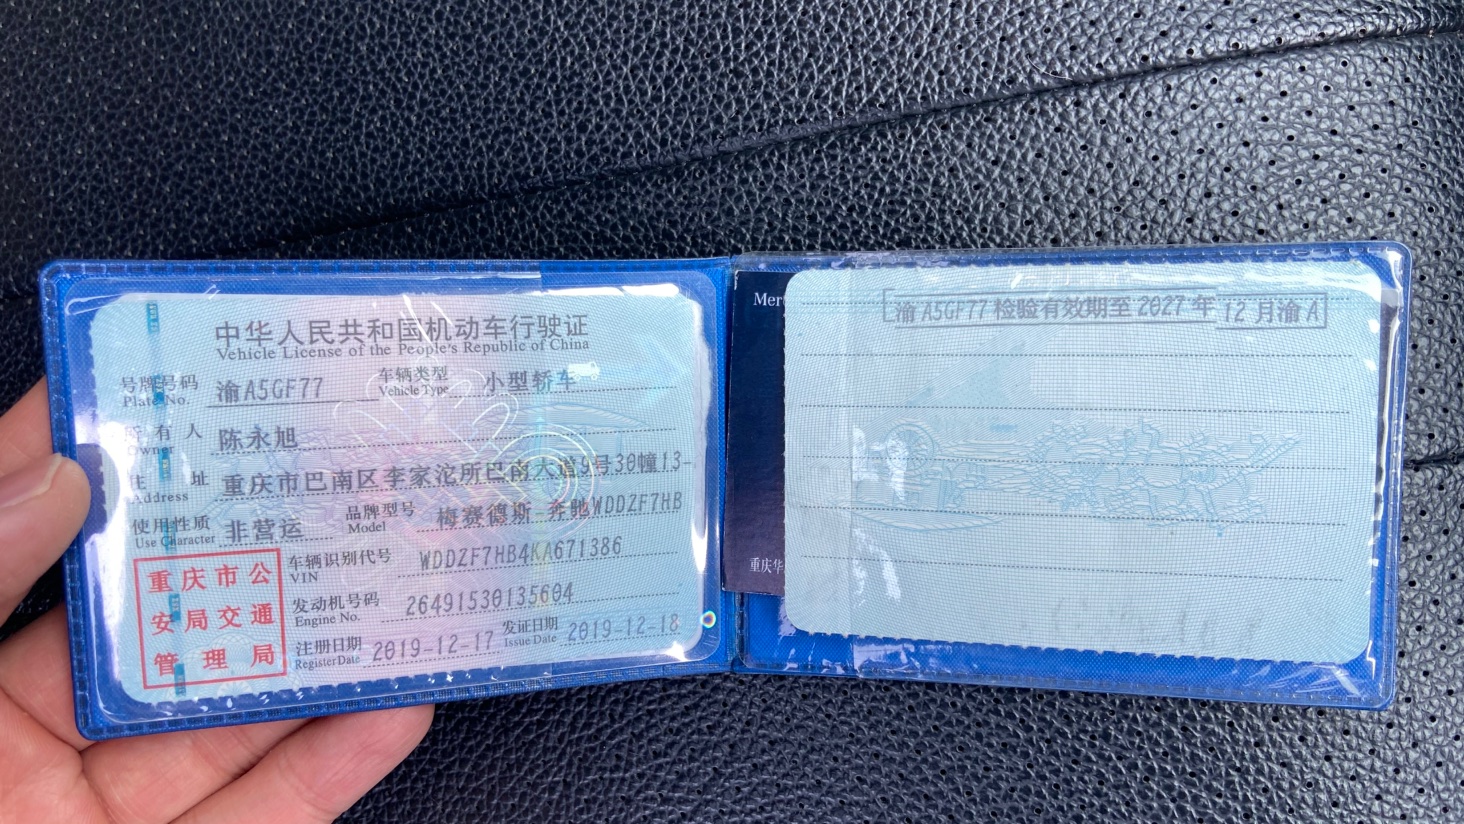 中华人民共和国机动车行驶证
Vehicle License of the People's Republic of China
号牌号码 渝A5GF77 车辆类型 小型轿车
Plate No. Vehicle Type
所有人 陈永旭
Owner
住址 重庆市巴南区李家沱所巴南大道9号30幢13-
Address
使用性质 非营运 品牌型号 梅赛德斯-奔驰WDDZF7HB
Use Character Model
重庆市公
安局交通
管理局
车辆识别代号 WDDZF7HB4KA671386
VIN
发动机号码 26491530135604
Engine No.
注册日期 2019-12-17 发证日期 2019-12-18
Register Date Issue Date
Mer
重庆华
渝A5GF77 检验有效期至 2027 年 12 月渝A